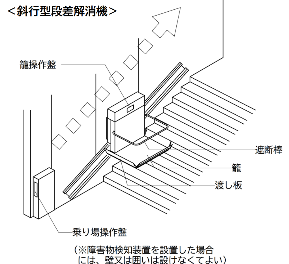 ＜斜行型段差解消機＞
籠操作盤
遮断棒
籠
渡し板
乗り場操作盤
（※障害物検知装置を設置した場合
には、壁又は囲いは設けなくてよい）